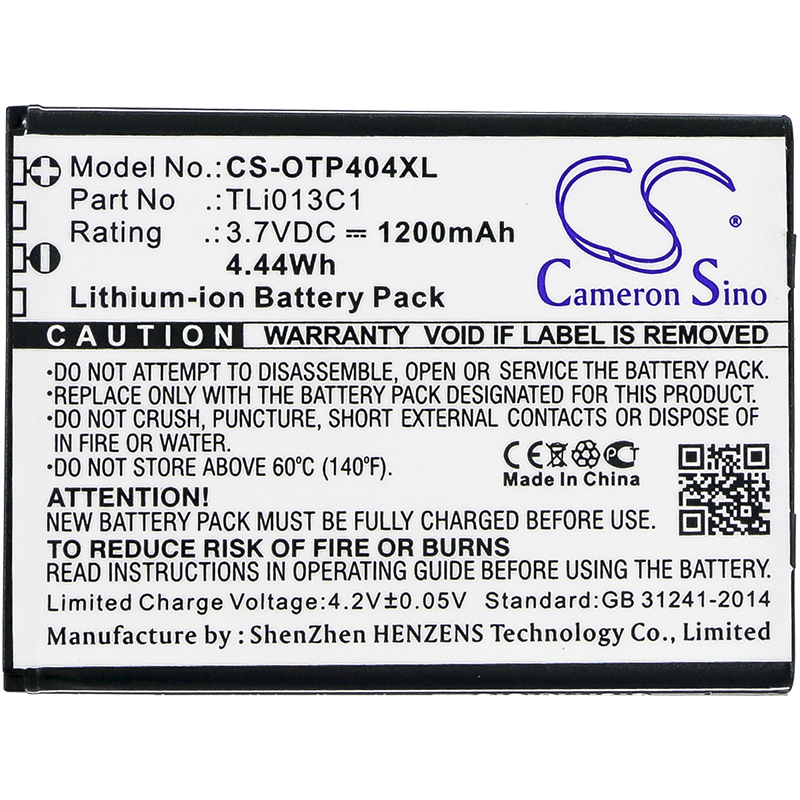 Model No.: CS-OTP404XL
Part No : TLi013C1
Rating : 3.7VDC ⎓ 1200mAh
4.44Wh
Lithium-ion Battery Pack
CS ®
Cameron Sino
CAUTION WARRANTY VOID IF LABEL IS REMOVED
•DO NOT ATTEMPT TO DISASSEMBLE, OPEN OR SERVICE THE BATTERY PACK.
•REPLACE ONLY WITH THE BATTERY PACK DESIGNATED FOR THIS PRODUCT.
•DO NOT CRUSH, PUNCTURE, SHORT EXTERNAL CONTACTS OR DISPOSE OF
IN FIRE OR WATER.
•DO NOT STORE ABOVE 60°C (140°F).
CE
Made In China
ATTENTION!
NEW BATTERY PACK MUST BE FULLY CHARGED BEFORE USE.
TO REDUCE RISK OF FIRE OR BURNS
READ INSTRUCTIONS IN YOUR DEVICE MANUAL BEFORE INSTALLATION.
Limited Charge Voltage:4.2V±0.05V Standard:GB 31241-2014
Manufacture by : ShenZhen HENZENS Technology Co., Limited